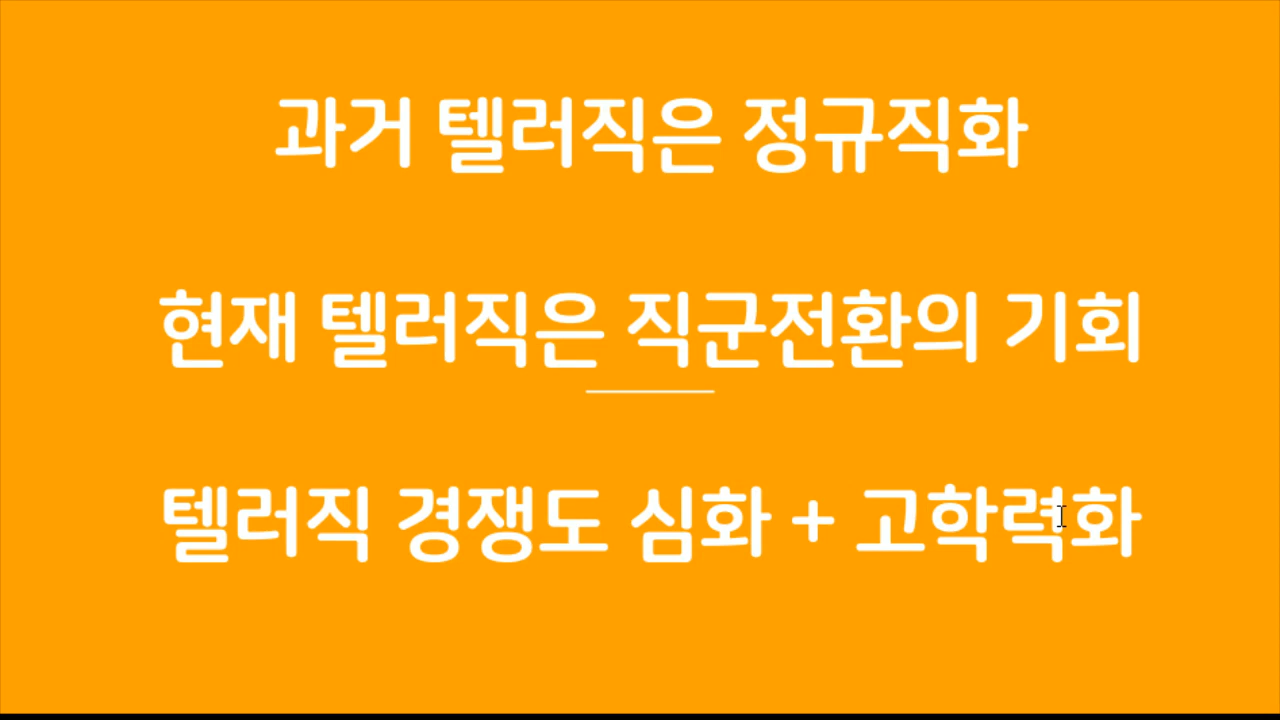 과거 텔러직은 정규직화
현재 텔러직은 직군전환의 기회
텔러직 경쟁도 심화 + 고학력화